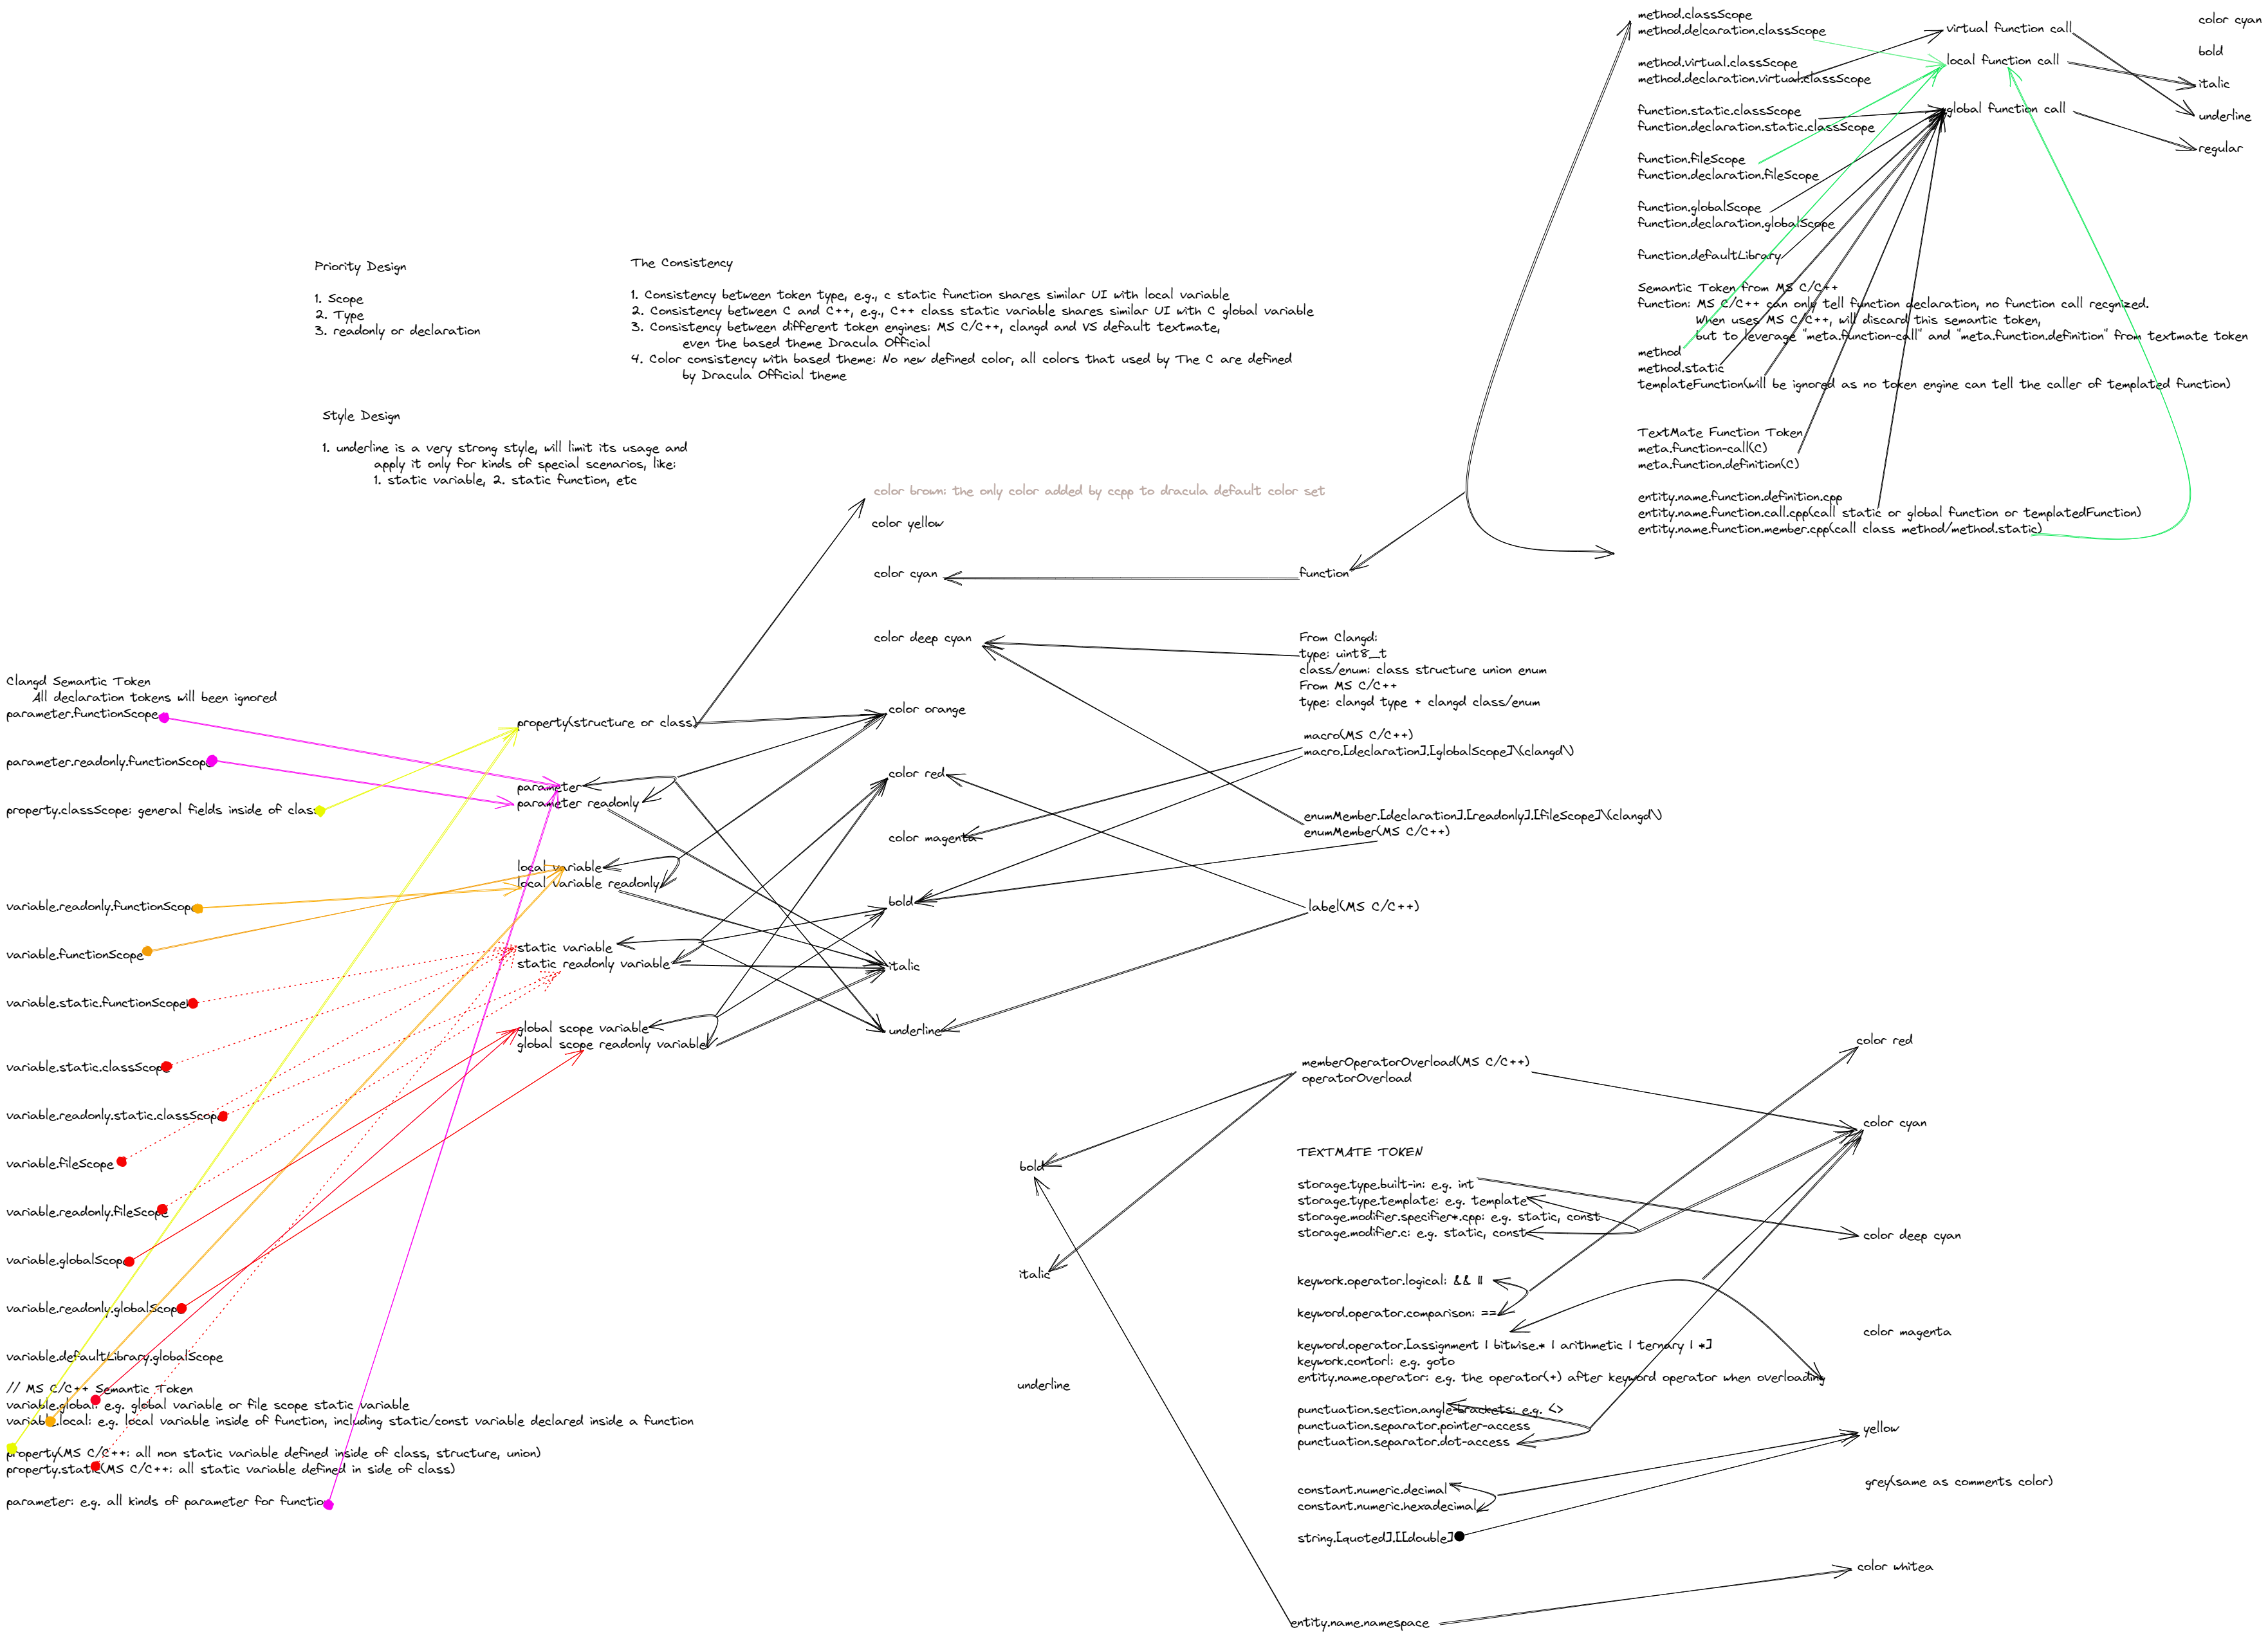 method.classScope
method.delcaration.classScope
method.virtual.classScope
method.declaration.virtual.classScope
function.static.classScope
function.declaration.static.classScope
function.fileScope
function.declaration.fileScope
function.globalScope
function.declaration.globalScope
function.defaultLibrary
virtual function call
local function call
global function call
color cyan
bold
italic
underline
regular
Semantic Token from MS C/C++
function: MS C/C++ can only tell function declaration, no function call recgnized.
When uses MS C/C++, will discard this semantic token,
but to leverage "meta.function-call" and "meta.function.definition" from textmate token
method
method.static
templateFunction(will be ignored as no token engine can tell the caller of templated function)
TextMate Function Token
meta.function-call(C)
meta.function.definition(C)
entity.name.function.definition.cpp
entity.name.function.call.cpp(call static or global function or templatedFunction)
entity.name.function.member.cpp(call class method/method.static)
Priority Design
1. Scope
2. Type
3. readonly or declaration
The Consistency
1. Consistency between token type, e.g., c static function shares similar UI with local variable
2. Consistency between C and C++, e.g., C++ class static variable shares similar UI with C global variable
3. Consistency between different token engines: MS C/C++, clangd and VS default textmate,
even the based theme Dracula Official
4. Color consistency with based theme: No new defined color, all colors that used by The C are defined
by Dracula Official theme
Style Design
1. underline is a very strong style, will limit its usage and
apply it only for kinds of special scenarios, like:
1. static variable, 2. static function, etc
color brown: the only color added by ccpp to dracula default color set
color yellow
color cyan
function
color deep cyan
From Clangd:
type: uint8_t
class/enum: class structure union enum
From MS C/C++
type: clangd type + clangd class/enum
Clangd Semantic Token
All declaration tokens will been ignored
parameter.functionScope
parameter.readonly.functionScope
property.classScope: general fields inside of class
variable.readonly.functionScope
variable.functionScope
variable.static.functionScope
variable.static.classScope
variable.readonly.static.classScope
variable.fileScope
variable.readonly.fileScope
variable.globalScope
variable.readonly.globalScope
variable.defaultLibrary.globalScope
// MS C/C++ Semantic Token
variable.global: e.g. global variable or file scope static variable
variable.local: e.g. local variable inside of function, including static/const variable declared inside a function
property(MS C/C++: all non static variable defined inside of class, structure, union)
property.static(MS C/C++: all static variable defined in side of class)
parameter: e.g. all kinds of parameter for function
property(structure or class)
parameter
parameter readonly
local variable
local variable readonly
static variable
static readonly variable
global scope variable
global scope readonly variable
color orange
color red
color magenta
bold
italic
underline
macro(MS C/C++)
macro.[declaration].[globalScope]\(clangd\)
enumMember.[declaration].[readonly].[fileScope]\(clangd\)
enumMember(MS C/C++)
label(MS C/C++)
memberOperatorOverload(MS C/C++)
operatorOverload
bold
italic
underline
TEXTMATE TOKEN
storage.type.built-in: e.g. int
storage.type.template: e.g. template
storage.modifier.specifier*.cpp: e.g. static, const
storage.modifier.c: e.g. static, const
keywork.operator.logical: && ||
keyword.operator.comparison: ==
keyword.operator.[assignment | bitwise.* | arithmetic | ternary | *]
keywork.contorl: e.g. goto
entity.name.operator: e.g. the operator(+) after keyword operator when overloading
punctuation.section.angle-brackets: e.g. <>
punctuation.separator.pointer-access
punctuation.separator.dot-access
constant.numeric.decimal
constant.numeric.hexadecimal
string.[quoted].[[double]
entity.name.namespace
color red
color cyan
color deep cyan
color magenta
yellow
grey(same as comments color)
color whitea